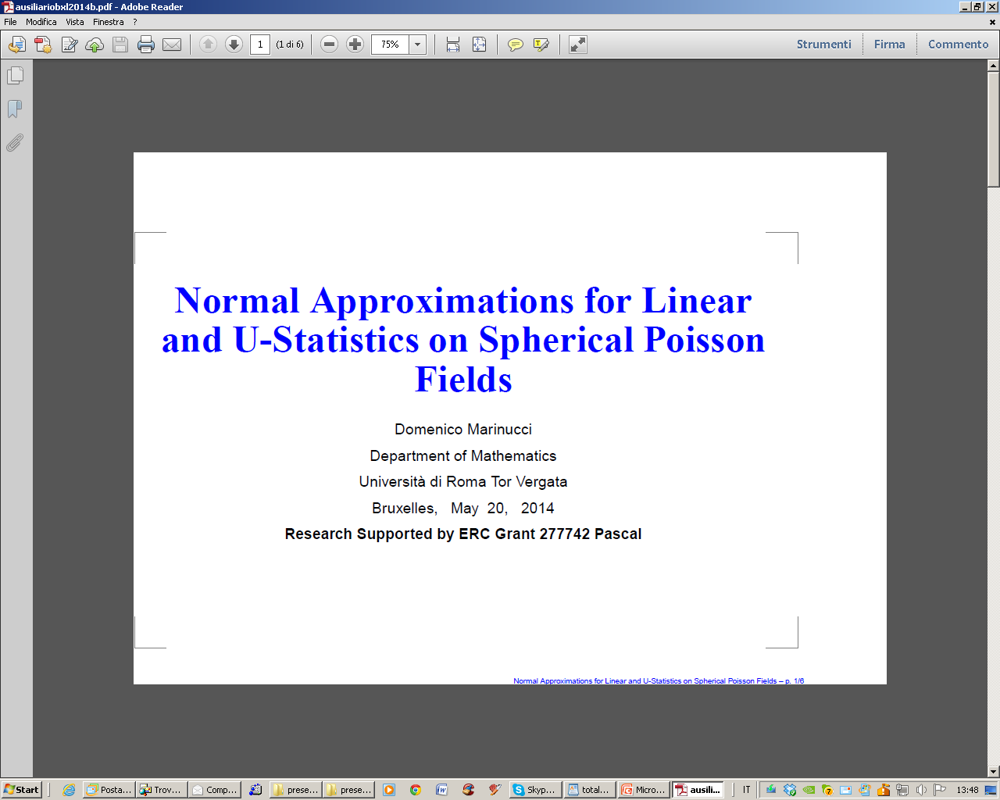 ausiliariobxl2014b.pdf - Adobe Reader
File Modifica Vista Finestra ?
1 (1 di 6) 75% Strumenti Firma Commento
Normal Approximations for Linear
and U-Statistics on Spherical Poisson
Fields
Domenico Marinucci
Department of Mathematics
Università di Roma Tor Vergata
Bruxelles, May 20, 2014
Research Supported by ERC Grant 277742 Pascal
Normal Approximations for Linear and U-Statistics on Spherical Poisson Fields – p. 1/6
Start Posta... Trov... Comp... prese... prese... Skyp... total... Micro... ausili... IT 13:48